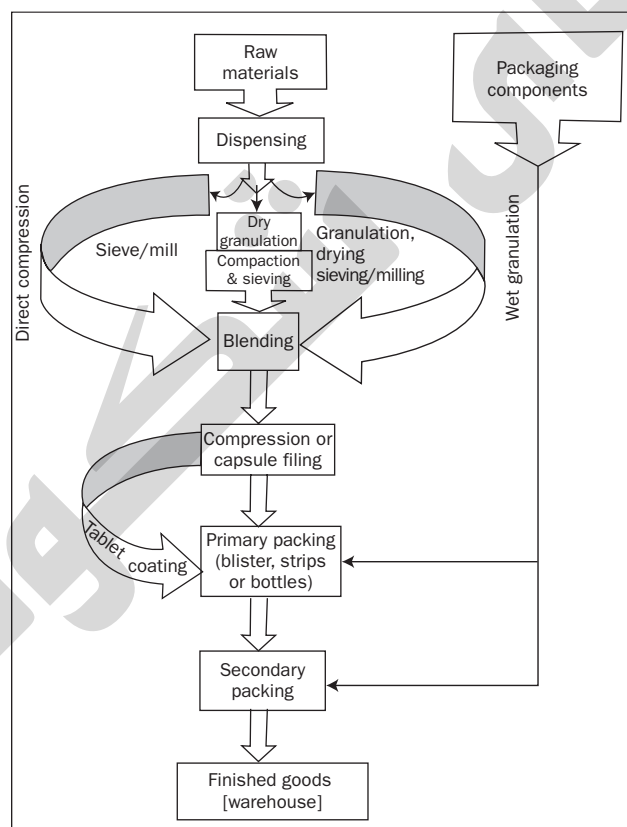 Raw
materials
Packaging
components
Dispensing
Direct compression
Sieve/mill
Dry
granulation
Compaction
& sieving
Granulation,
drying
sieving/milling
Wet granulation
Blending
Compression or
capsule filing
Tablet coating
Primary packing
(blister, strips
or bottles)
Secondary
packing
Finished goods
[warehouse]